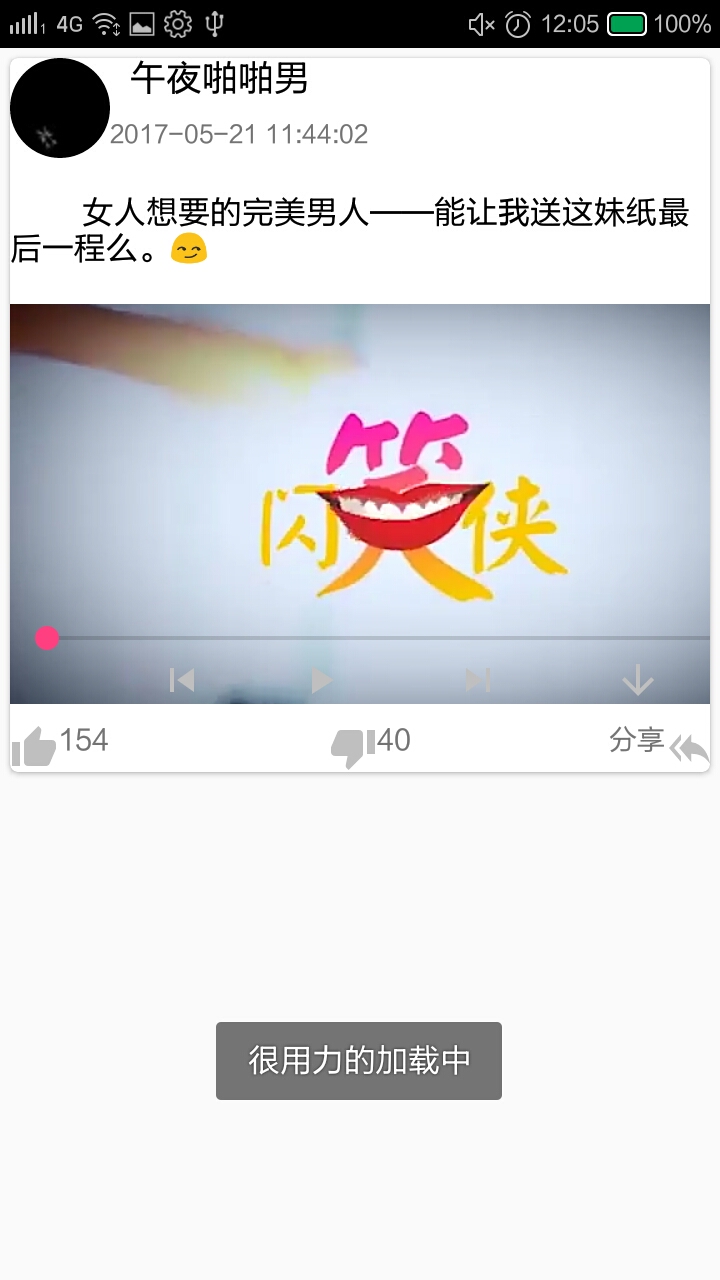 4G 12:05 100%
午夜啪啪男
2017-05-21 11:44:02
女人想要的完美男人——能让我送这妹纸最
后一程么。😏
闪笑侠
154 40 分享
很用力的加载中